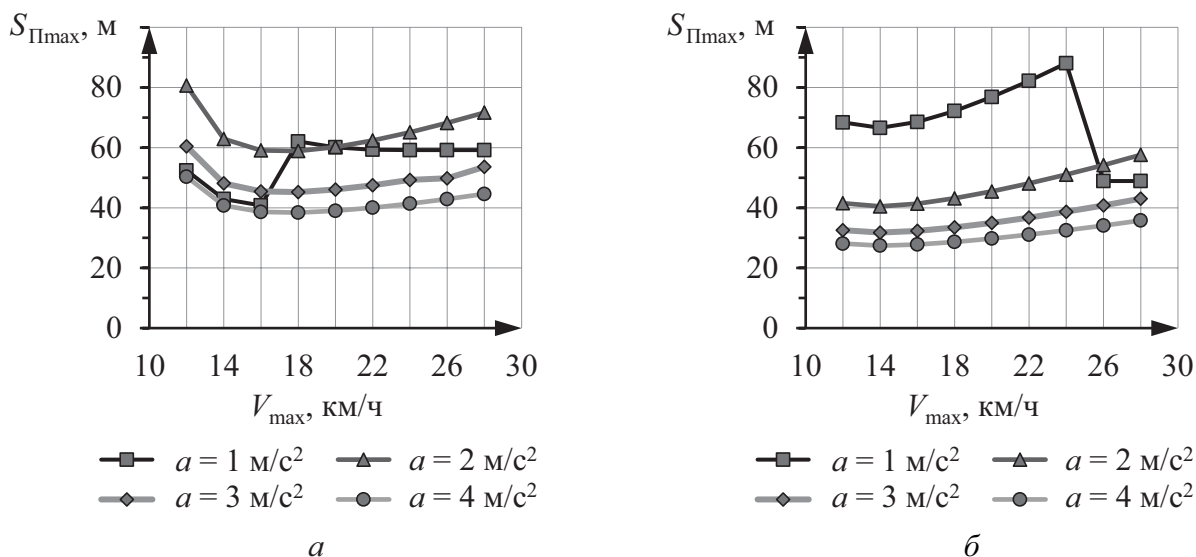 S_Пmax, м
80
60
40
20
0
10 14 18 22 26 30
V_max, км/ч
a = 1 м/с² a = 2 м/с²
a = 3 м/с² a = 4 м/с²
а
S_Пmax, м
80
60
40
20
0
10 14 18 22 26 30
V_max, км/ч
a = 1 м/с² a = 2 м/с²
a = 3 м/с² a = 4 м/с²
б